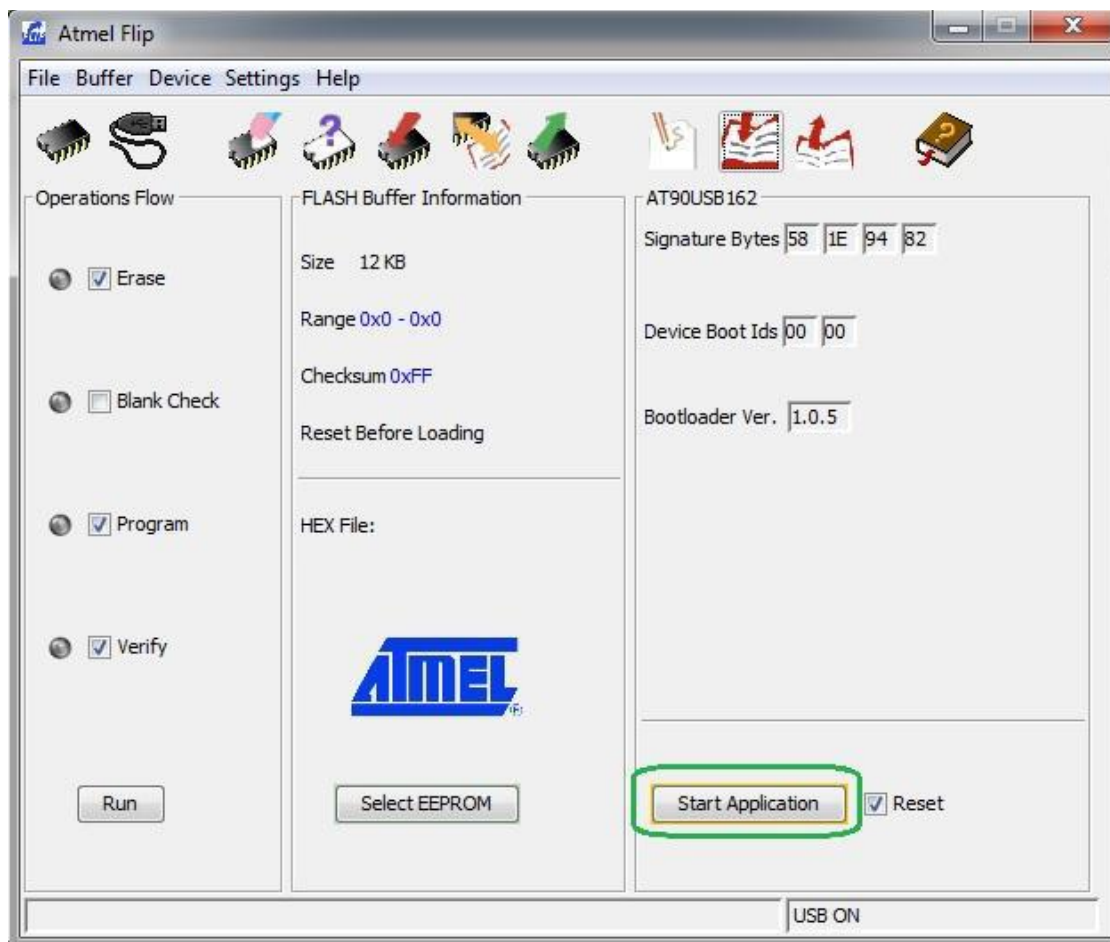 Atmel Flip
File Buffer Device Settings Help
Operations Flow
Erase
Blank Check
Program
Verify
Run
FLASH Buffer Information
Size 12 KB
Range 0x0 - 0x0
Checksum 0xFF
Reset Before Loading
HEX File:
ATMEL
Select EEPROM
AT90USB162
Signature Bytes 58 1E 94 82
Device Boot Ids 00 00
Bootloader Ver. 1.0.5
Start Application Reset
USB ON